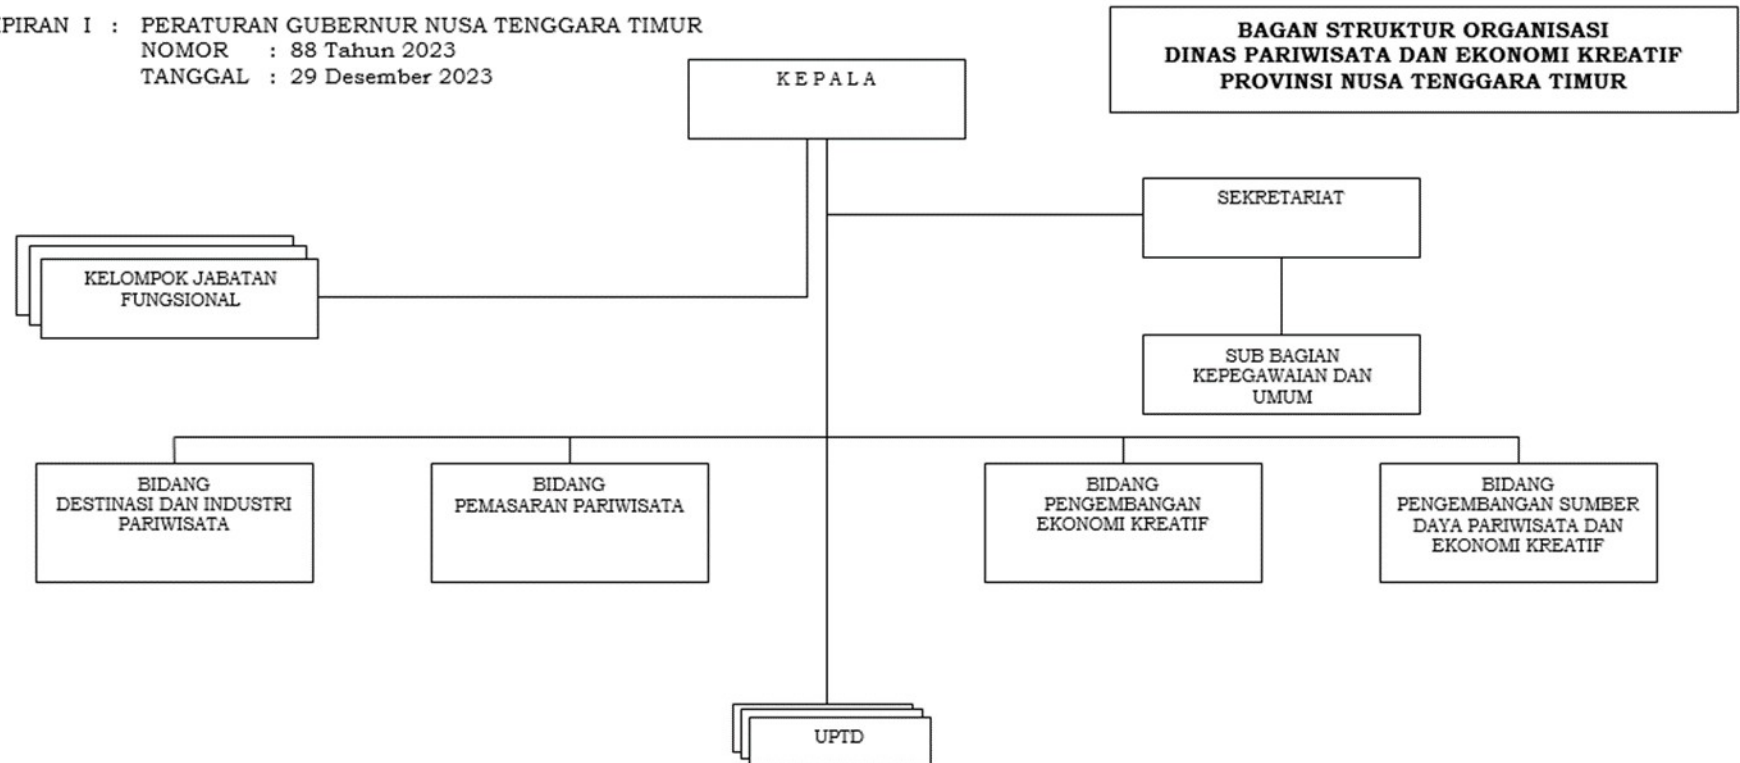 PIRAN I : PERATURAN GUBERNUR NUSA TENGGARA TIMUR
NOMOR : 88 Tahun 2023
TANGGAL : 29 Desember 2023
BAGAN STRUKTUR ORGANISASI
DINAS PARIWISATA DAN EKONOMI KREATIF
PROVINSI NUSA TENGGARA TIMUR
K E P A L A
SEKRETARIAT
KELOMPOK JABATAN
FUNGSIONAL
SUB BAGIAN
KEPEGAWAIAN DAN
UMUM
BIDANG
DESTINASI DAN INDUSTRI
PARIWISATA
BIDANG
PEMASARAN PARIWISATA
BIDANG
PENGEMBANGAN
EKONOMI KREATIF
BIDANG
PENGEMBANGAN SUMBER
DAYA PARIWISATA DAN
EKONOMI KREATIF
UPTD